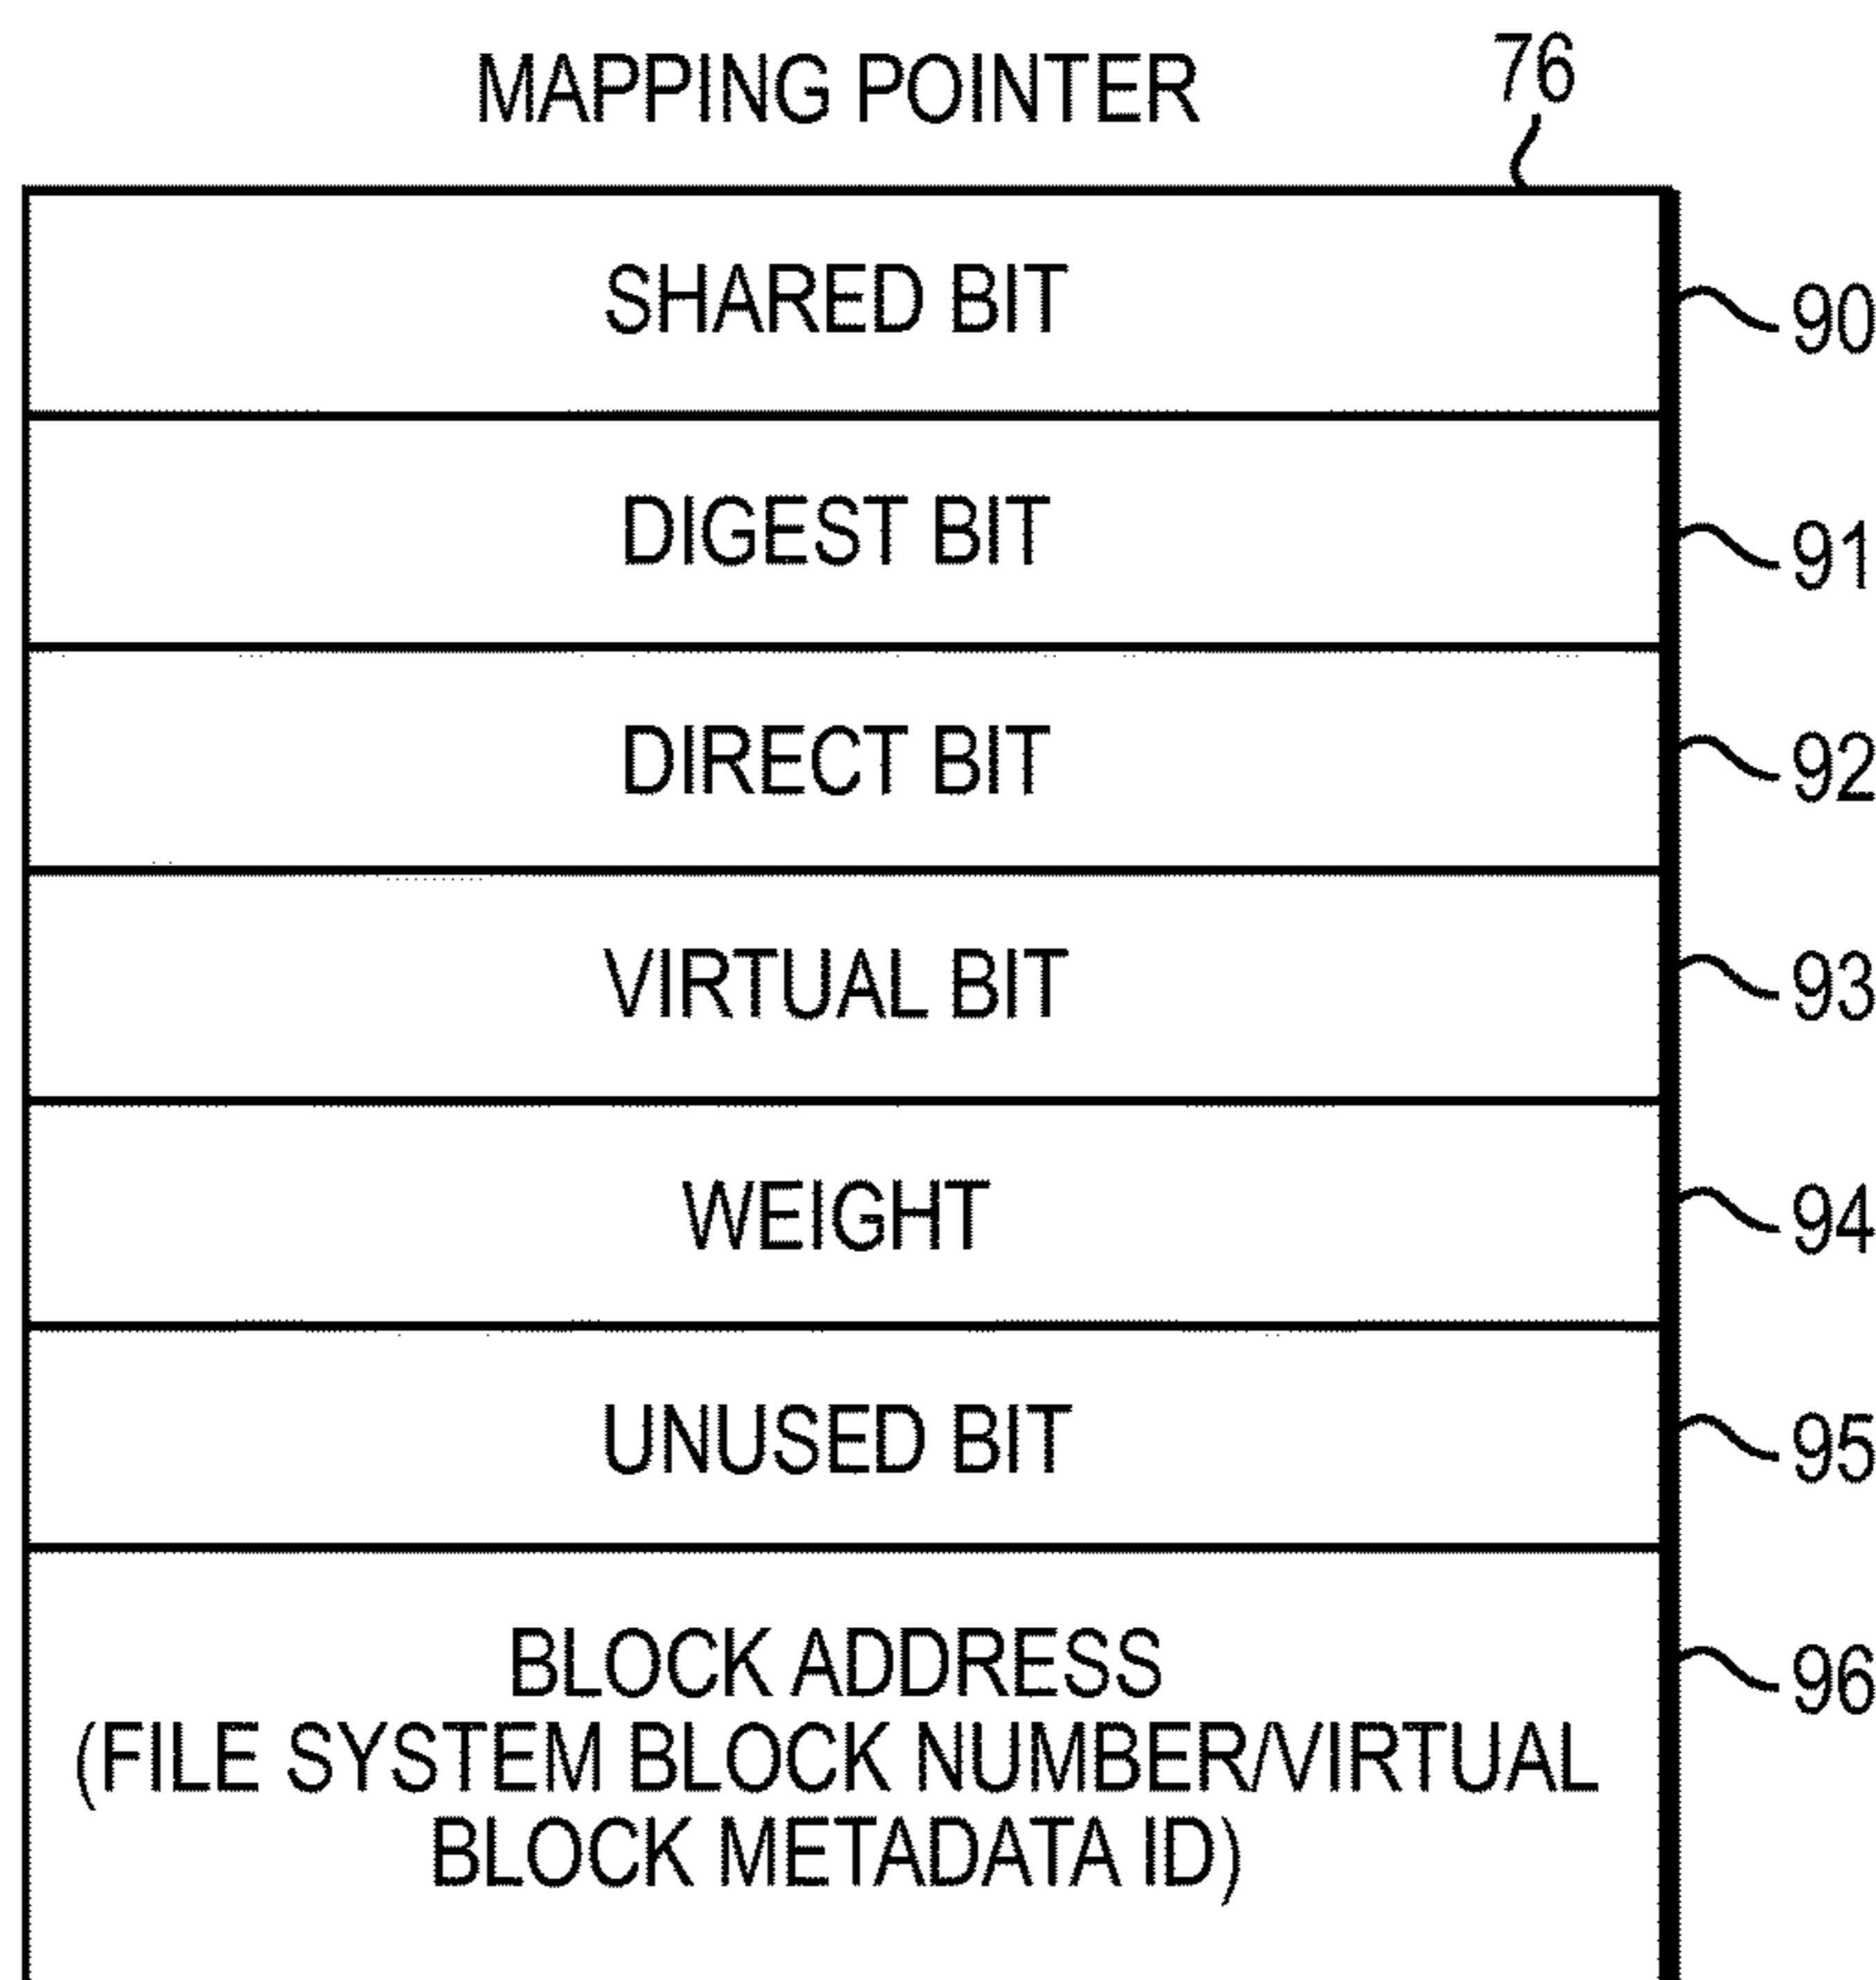 MAPPING POINTER
76
SHARED BIT
90
DIGEST BIT
91
DIRECT BIT
92
VIRTUAL BIT
93
WEIGHT
94
UNUSED BIT
95
BLOCK ADDRESS
96
(FILE SYSTEM BLOCK NUMBER/VIRTUAL
BLOCK METADATA ID)